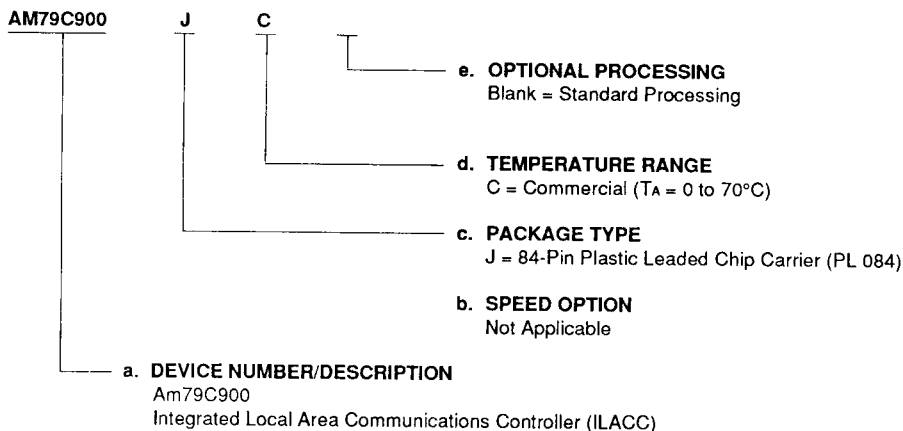 AM79C900 J C
e. OPTIONAL PROCESSING
Blank = Standard Processing
d. TEMPERATURE RANGE
C = Commercial (TA = 0 to 70°C)
c. PACKAGE TYPE
J = 84-Pin Plastic Leaded Chip Carrier (PL 084)
b. SPEED OPTION
Not Applicable
a. DEVICE NUMBER/DESCRIPTION
Am79C900
Integrated Local Area Communications Controller (ILACC)